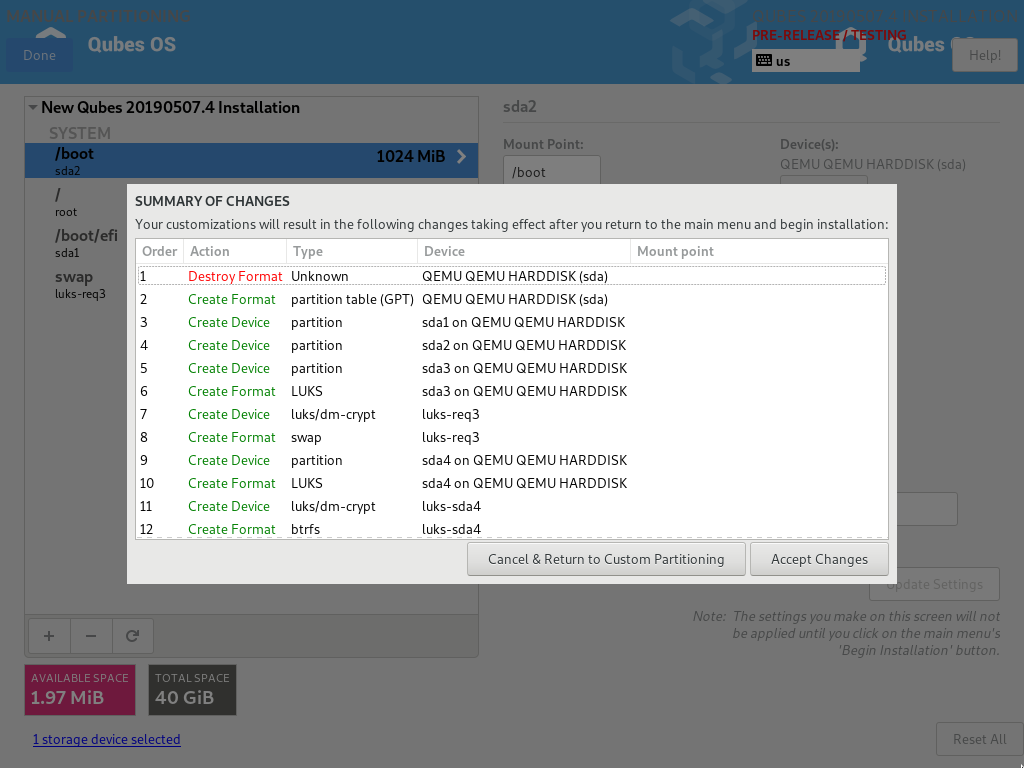 MANUAL PARTITIONING
Done
Qubes OS
PRE-RELEASE / TESTING
us
Qubes
Help!
New Qubes 20190507.4 Installation
SYSTEM
/boot
1024 MiB
sda2
/
root
/boot/efi
sda1
swap
luks-req3
sda2
Mount Point:
Device(s):
/boot
QEMU QEMU HARDDISK (sda)
SUMMARY OF CHANGES
Your customizations will result in the following changes taking effect after you return to the main menu and begin installation:
Order Action Type Device Mount point
1 Destroy Format Unknown QEMU QEMU HARDDISK (sda)
2 Create Format partition table (GPT) QEMU QEMU HARDDISK (sda)
3 Create Device partition sda1 on QEMU QEMU HARDDISK
4 Create Device partition sda2 on QEMU QEMU HARDDISK
5 Create Device partition sda3 on QEMU QEMU HARDDISK
6 Create Format LUKS sda3 on QEMU QEMU HARDDISK
7 Create Device luks/dm-crypt luks-req3
8 Create Format swap luks-req3
9 Create Device partition sda4 on QEMU QEMU HARDDISK
10 Create Format LUKS sda4 on QEMU QEMU HARDDISK
11 Create Device luks/dm-crypt luks-sda4
12 Create Format btrfs luks-sda4
Cancel & Return to Custom Partitioning
Accept Changes
Update Settings
Note: The settings you make on this screen will not
be applied until you click on the main menu's
'Begin Installation' button.
+ −
AVAILABLE SPACE
1.97 MiB
TOTAL SPACE
40 GiB
1 storage device selected
Reset All